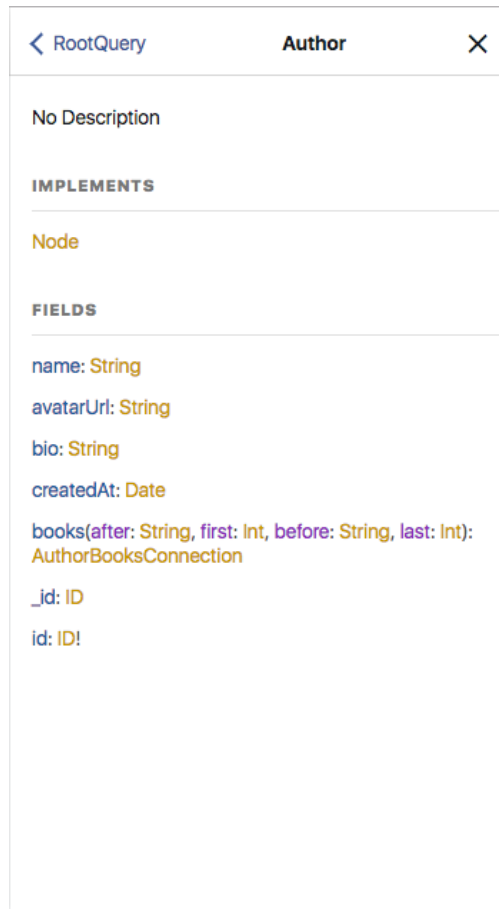 RootQuery Author
No Description
IMPLEMENTS
Node
FIELDS
name: String
avatarUrl: String
bio: String
createdAt: Date
books(after: String, first: Int, before: String, last: Int):
AuthorBooksConnection
_id: ID
id: ID!